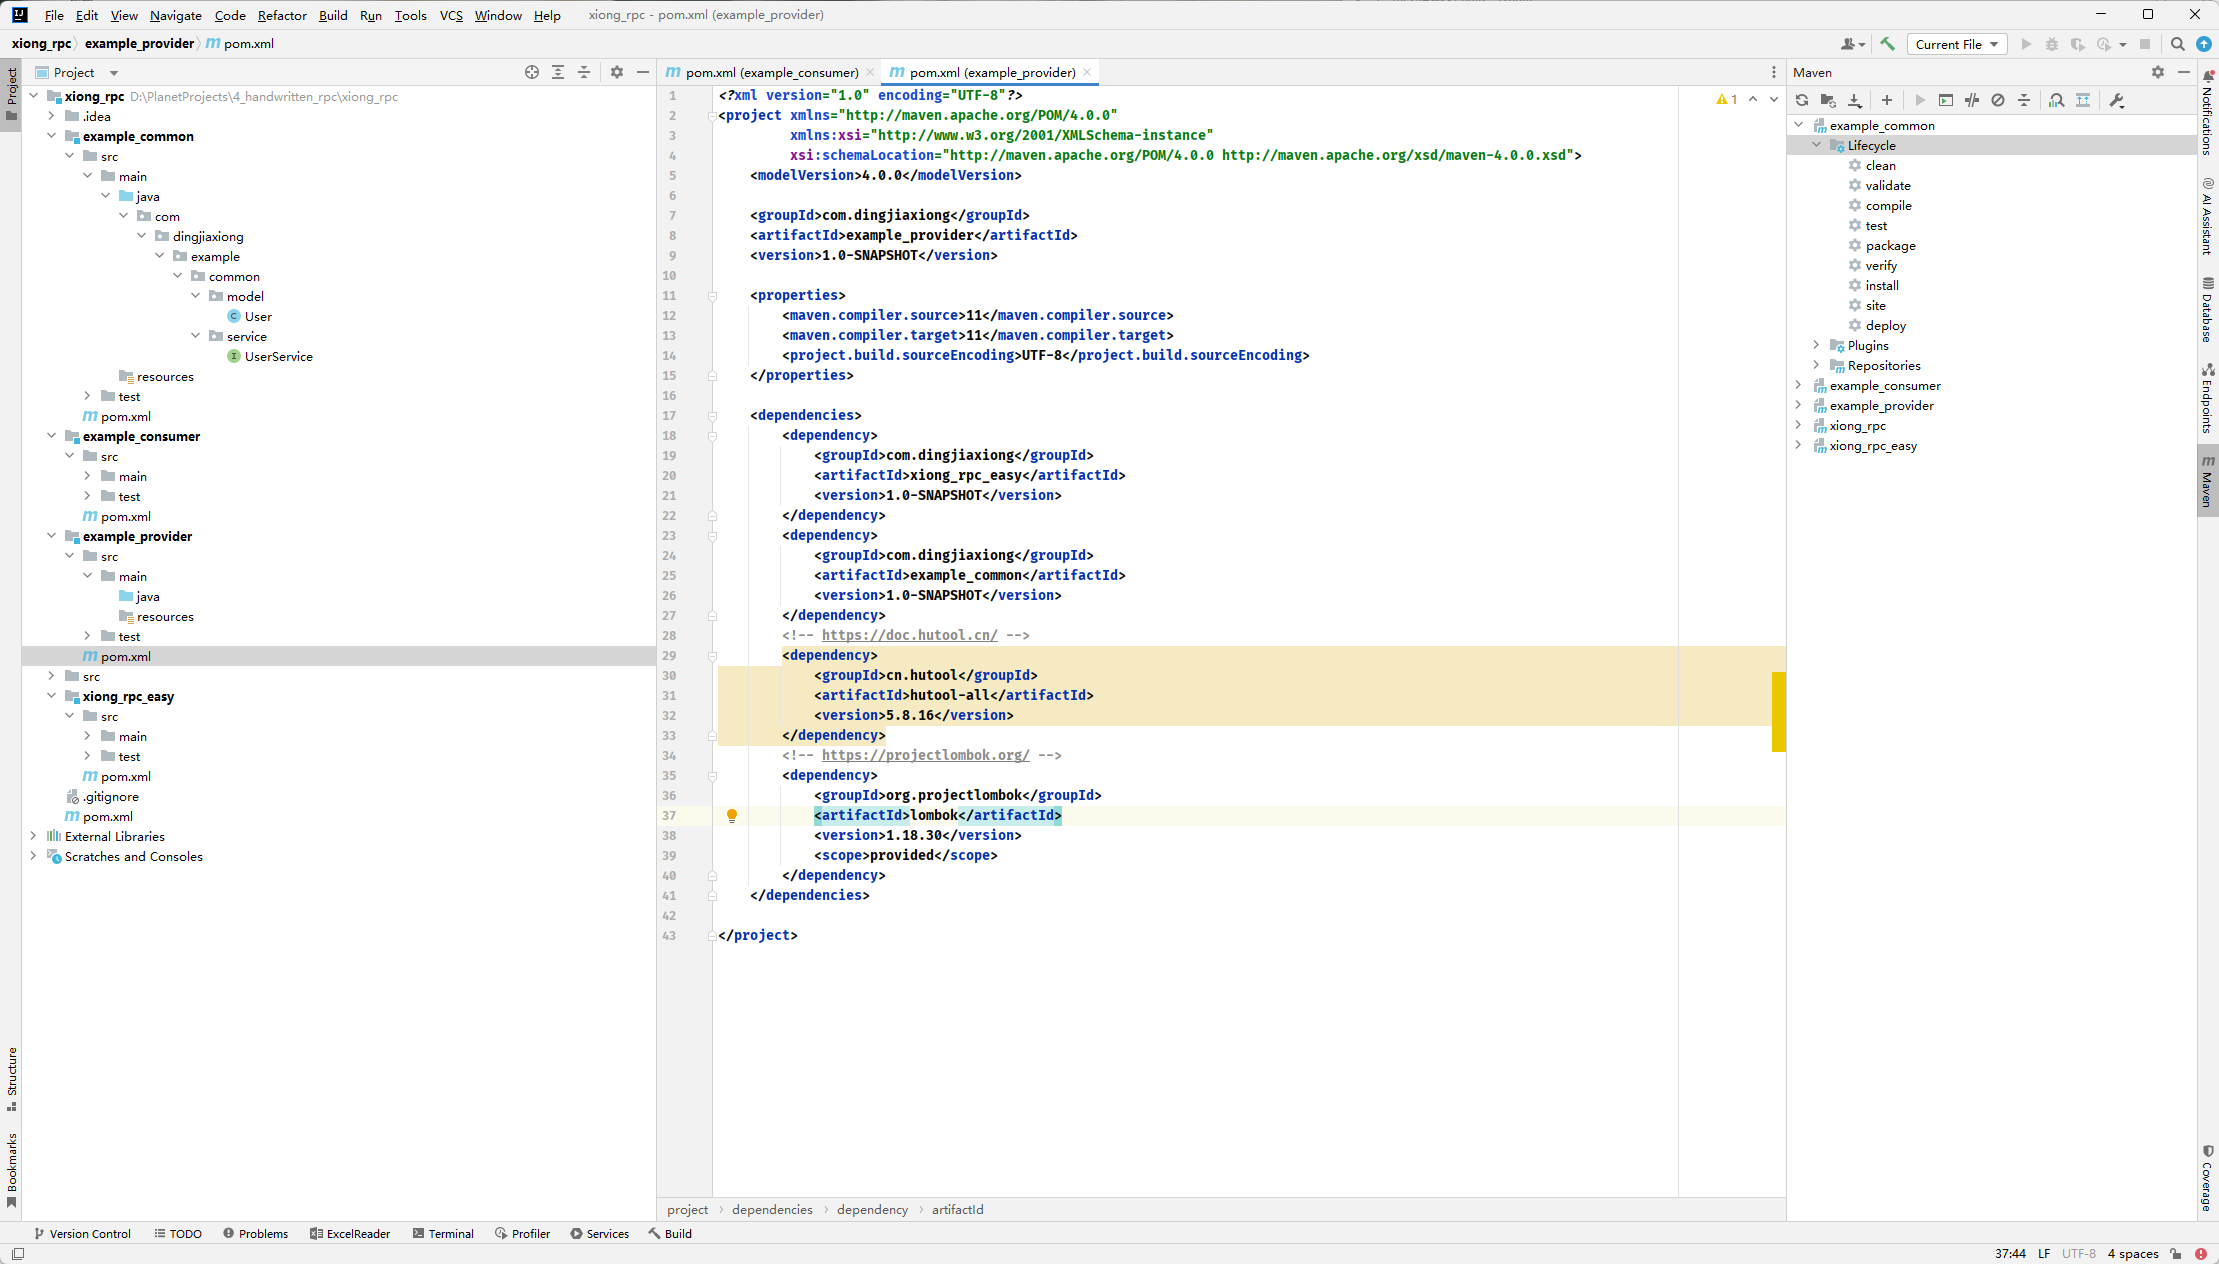 File Edit View Navigate Code Refactor Build Run Tools VCS Window Help xiong_rpc - pom.xml (example_provider)
xiong_rpc example_provider pom.xml
Current File
Project
xiong_rpc D:\PlanetProjects\4_handwritten_rpc\xiong_rpc
.idea
example_common
src
main
java
com
dingjiaxiong
example
common
model
User
service
UserService
resources
test
pom.xml
example_consumer
src
main
test
pom.xml
example_provider
src
main
java
resources
test
pom.xml
src
xiong_rpc_easy
src
main
test
pom.xml
.gitignore
pom.xml
External Libraries
Scratches and Consoles
Project
Structure
Bookmarks
pom.xml (example_consumer) pom.xml (example_provider)
1 <?xml version="1.0" encoding="UTF-8"?>
2 <project xmlns="http://maven.apache.org/POM/4.0.0"
3 xmlns:xsi="http://www.w3.org/2001/XMLSchema-instance"
4 xsi:schemaLocation="http://maven.apache.org/POM/4.0.0 http://maven.apache.org/xsd/maven-4.0.0.xsd">
5 <modelVersion>4.0.0</modelVersion>
6
7 <groupId>com.dingjiaxiong</groupId>
8 <artifactId>example_provider</artifactId>
9 <version>1.0-SNAPSHOT</version>
10
11 <properties>
12 <maven.compiler.source>11</maven.compiler.source>
13 <maven.compiler.target>11</maven.compiler.target>
14 <project.build.sourceEncoding>UTF-8</project.build.sourceEncoding>
15 </properties>
16
17 <dependencies>
18 <dependency>
19 <groupId>com.dingjiaxiong</groupId>
20 <artifactId>xiong_rpc_easy</artifactId>
21 <version>1.0-SNAPSHOT</version>
22 </dependency>
23 <dependency>
24 <groupId>com.dingjiaxiong</groupId>
25 <artifactId>example_common</artifactId>
26 <version>1.0-SNAPSHOT</version>
27 </dependency>
28 <!-- https://doc.hutool.cn/ -->
29 <dependency>
30 <groupId>cn.hutool</groupId>
31 <artifactId>hutool-all</artifactId>
32 <version>5.8.16</version>
33 </dependency>
34 <!-- https://projectlombok.org/ -->
35 <dependency>
36 <groupId>org.projectlombok</groupId>
37 <artifactId>lombok</artifactId>
38 <version>1.18.30</version>
39 <scope>provided</scope>
40 </dependency>
41 </dependencies>
42
43 </project>
1
project dependencies dependency artifactId
Maven
example_common
Lifecycle
clean
validate
compile
test
package
verify
install
site
deploy
Plugins
Repositories
example_consumer
example_provider
xiong_rpc
xiong_rpc_easy
Notifications
AI Assistant
Database
Endpoints
Maven
Coverage
Version Control TODO Problems ExcelReader Terminal Profiler Services Build
37:44 LF UTF-8 4 spaces